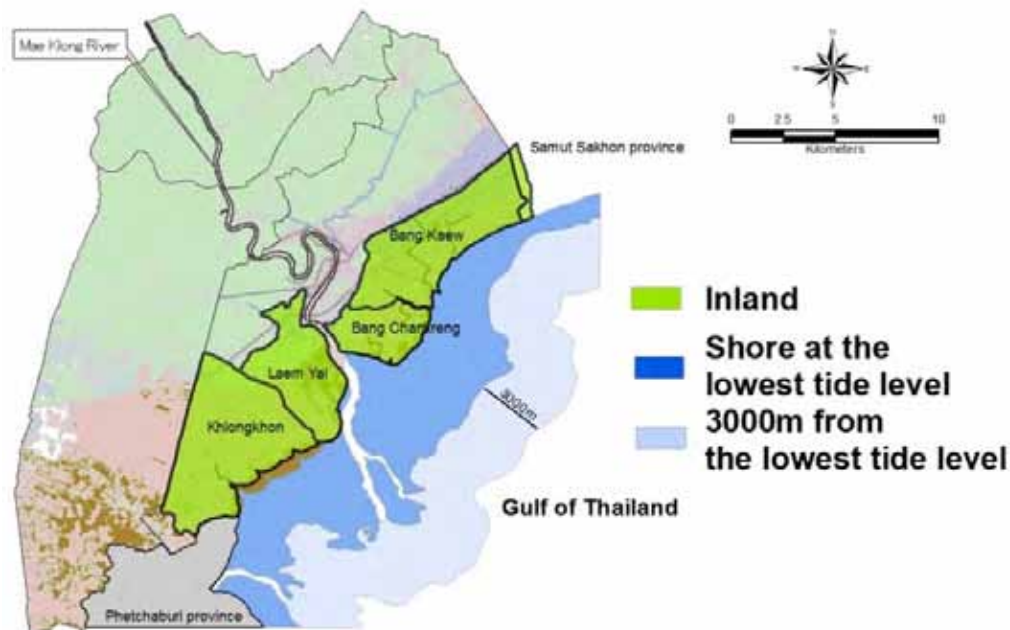 Mae Klong River
N
W
E
S
0 2.5 5 10
Kilometers
Samut Sakhon province
Bang Kaew
Bang Chankreng
Laem Yai
Khlongkhon
3000m
Inland
Shore at the
lowest tide level
3000m from
the lowest tide level
Gulf of Thailand
Phetchaburi province